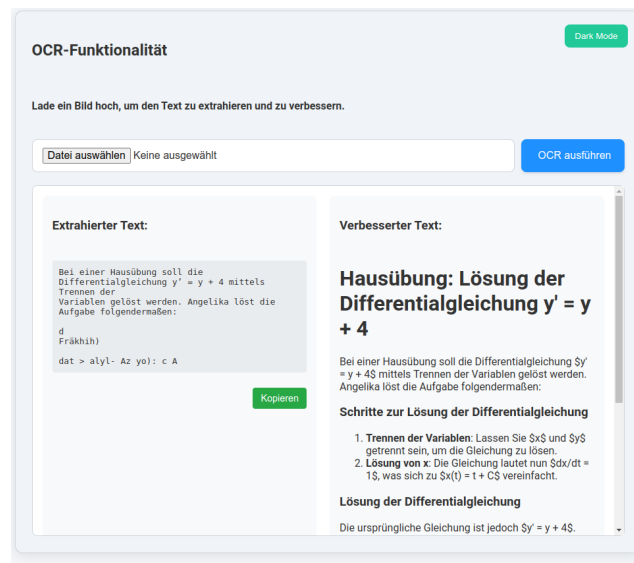 Dark Mode
OCR-Funktionalität
Lade ein Bild hoch, um den Text zu extrahieren und zu verbessern.
Datei auswählen Keine ausgewählt
OCR ausführen
Extrahierter Text:
Bei einer Hausübung soll die
Differentialgleichung y’ = y + 4 mittels
Trennen der
Variablen gelöst werden. Angelika löst die
Aufgabe folgendermaßen:
d
Fräkhih)
dat > alyl- Az yo): c A
Kopieren
Verbesserter Text:
Hausübung: Lösung der
Differentialgleichung y' = y
+ 4
Bei einer Hausübung soll die Differentialgleichung $y'
= y + 4$ mittels Trennen der Variablen gelöst werden.
Angelika löst die Aufgabe folgendermaßen:
Schritte zur Lösung der Differentialgleichung
1. Trennen der Variablen: Lassen Sie $x$ und $y$
getrennt sein, um die Gleichung zu lösen.
2. Lösung von x: Die Gleichung lautet nun $dx/dt =
1$, was sich zu $x(t) = t + C$ vereinfacht.
Lösung der Differentialgleichung
Die ursprüngliche Gleichung ist jedoch $y' = y + 4$.